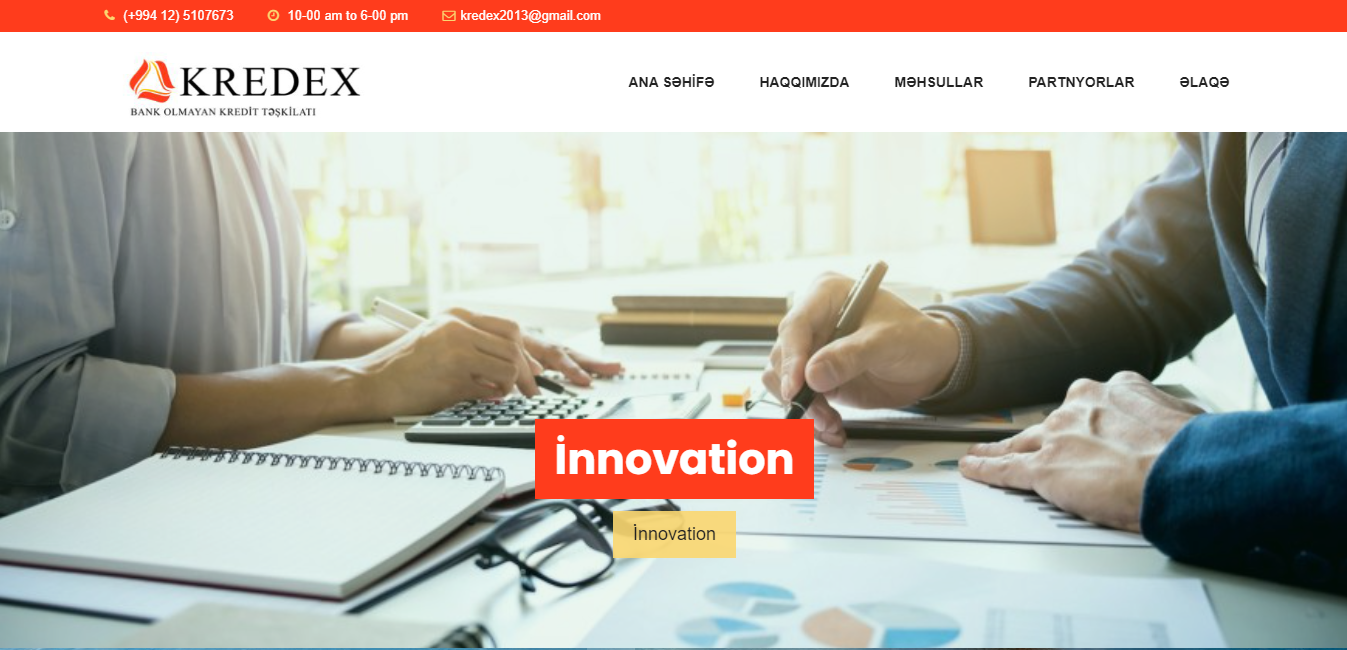 (+994 12) 5107673
10-00 am to 6-00 pm
kredex2013@gmail.com
KREDEX
BANK OLMAYAN KREDİT TƏŞKİLATI
ANA SƏHİFƏ
HAQQIMIZDA
MƏHSULLAR
PARTNYORLAR
ƏLAQƏ
İnnovation
İnnovation